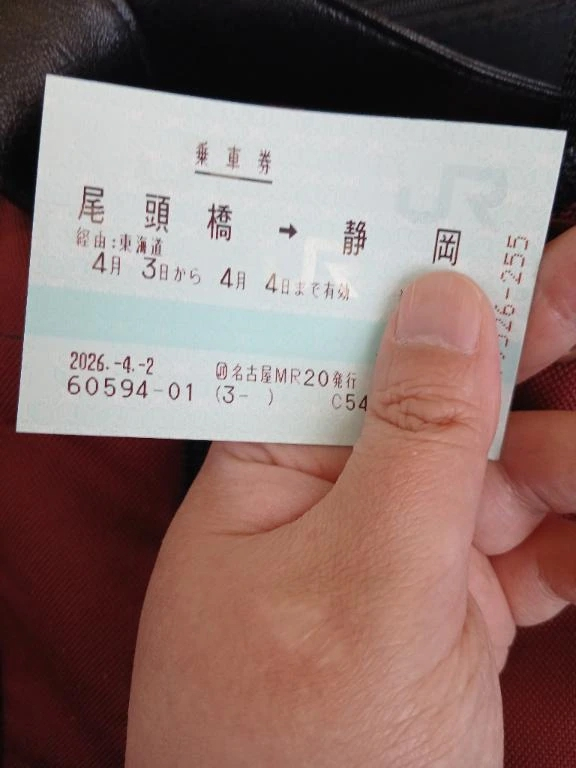 乗車券
尾頭橋 → 静岡
経由:東海道
4月 3日から 4月 4日まで有効
2026.-4.-2 Ⓙ名古屋MR20発行
60594-01 (3- ) C54
JR